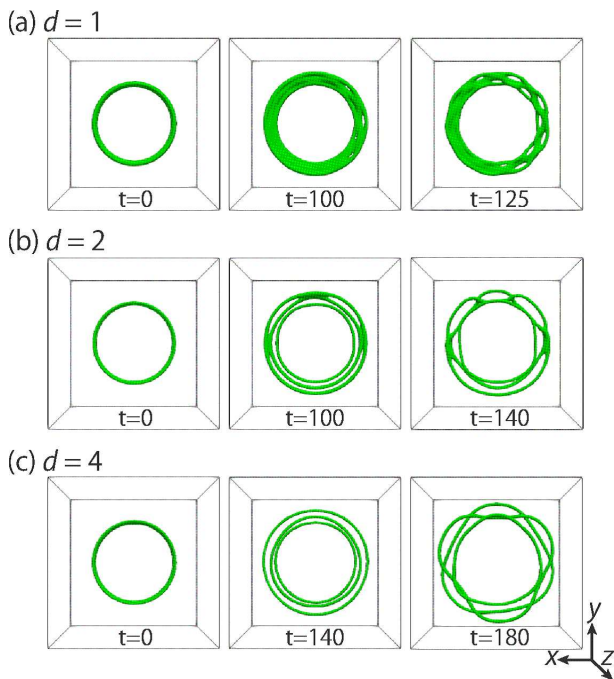 (a) d = 1
t=0
t=100
t=125
(b) d = 2
t=0
t=100
t=140
(c) d = 4
t=0
t=140
t=180
y
x
z